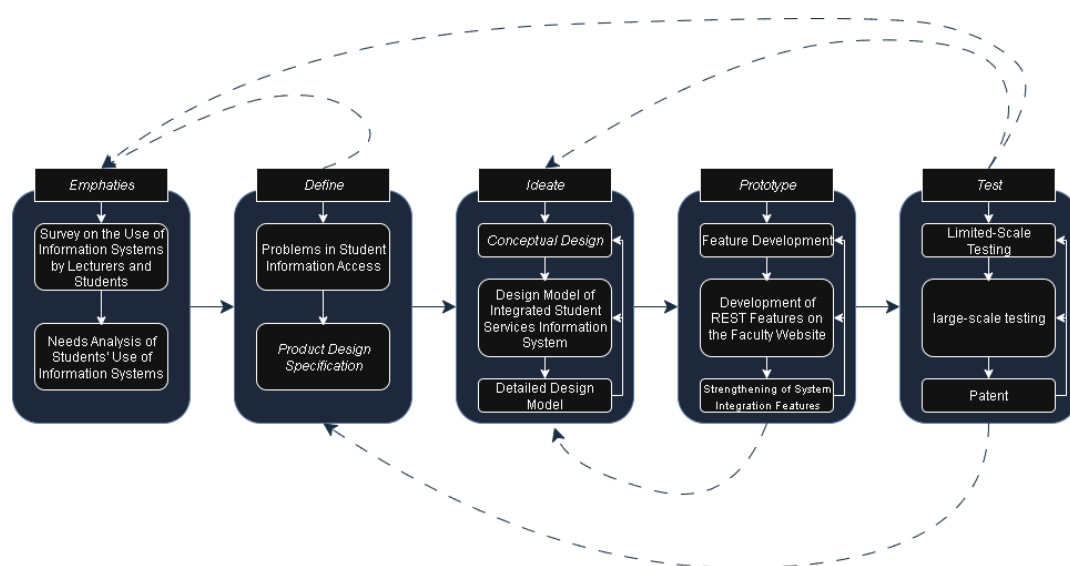 Emphaties
Survey on the Use of
Information Systems
by Lecturers and
Students
Needs Analysis of
Students' Use of
Information Systems
Define
Problems in Student
Information Access
Product Design
Specification
Ideate
Conceptual Design
Design Model of
Integrated Student
Services Information
System
Detailed Design
Model
Prototype
Feature Development
Development of
REST Features on
the Faculty Website
Strengthening of System
Integration Features
Test
Limited-Scale
Testing
large-scale testing
Patent